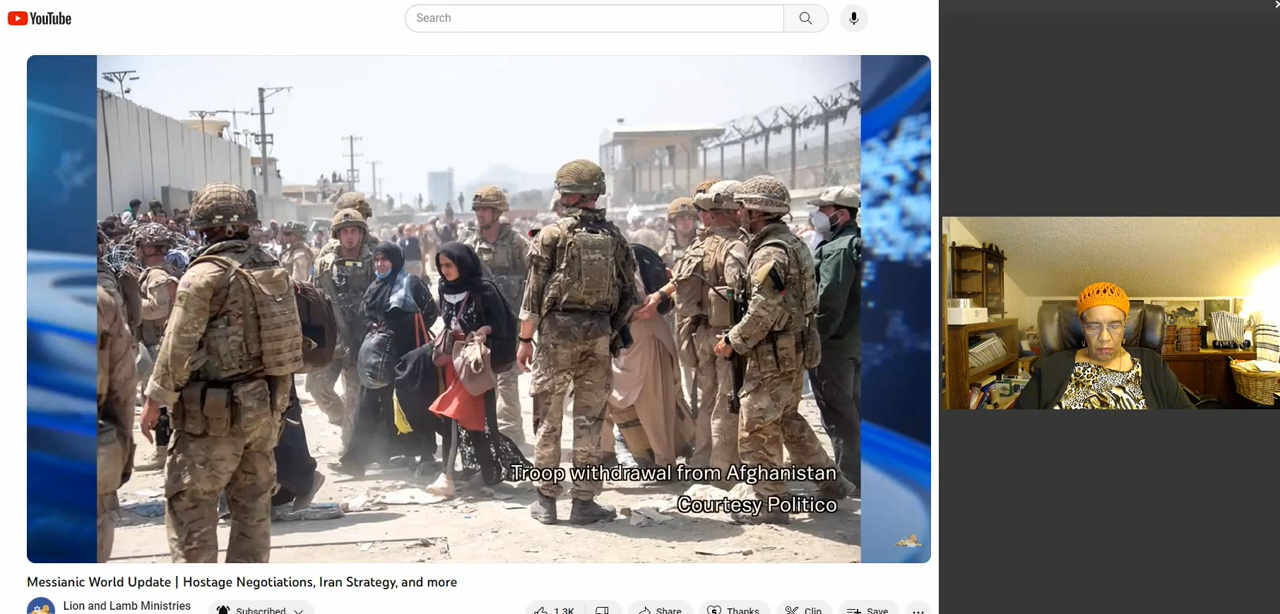 YouTube
Search
Troop withdrawal from Afghanistan
Courtesy Politico
Messianic World Update | Hostage Negotiations, Iran Strategy, and more
Lion and Lamb Ministries
Subscribed
1.3K
Share
Thanks
Clip
Save